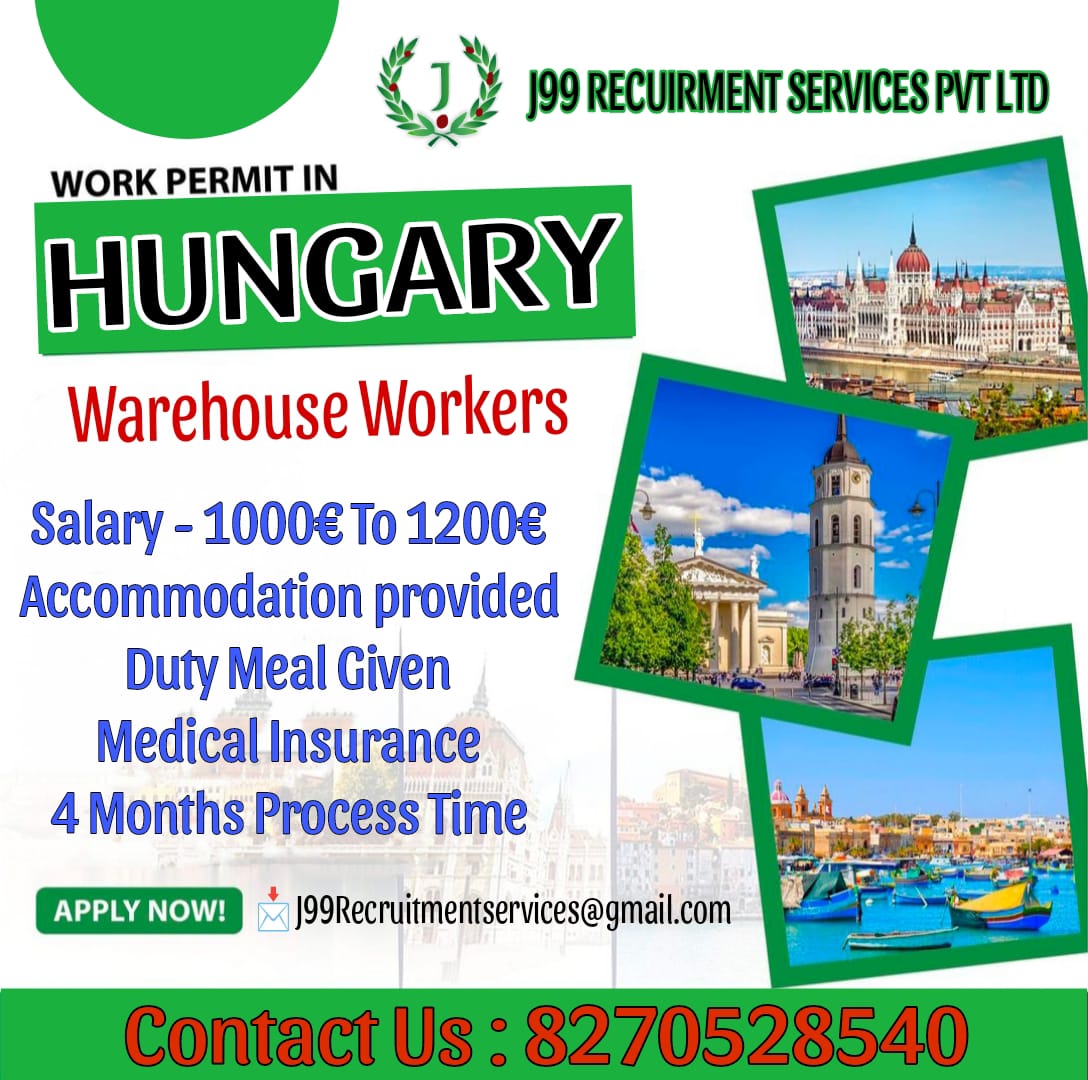 J
J99 RECUIRMENT SERVICES PVT LTD
WORK PERMIT IN
HUNGARY
Warehouse Workers
Salary - 1000€ To 1200€
Accommodation provided
Duty Meal Given
Medical Insurance
4 Months Process Time
APPLY NOW! J99Recruitmentservices@gmail.com
Contact Us : 8270528540